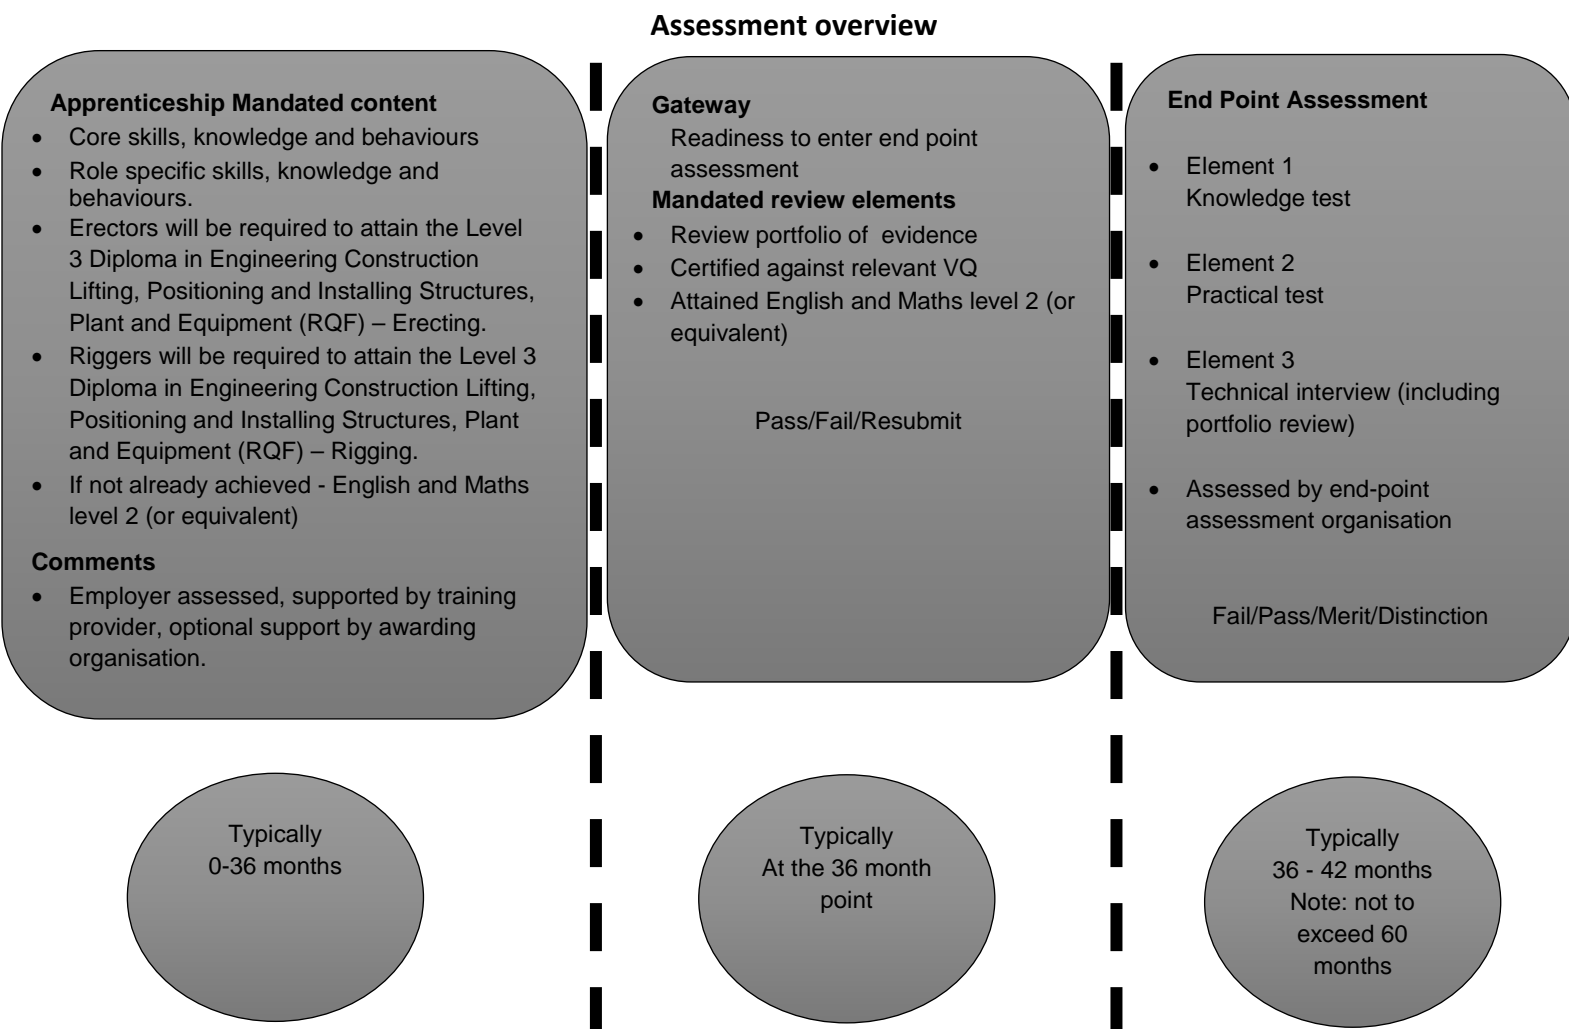 Assessment overview
Apprenticeship Mandated content
• Core skills, knowledge and behaviours
• Role specific skills, knowledge and
behaviours.
• Erectors will be required to attain the Level
3 Diploma in Engineering Construction
Lifting, Positioning and Installing Structures,
Plant and Equipment (RQF) – Erecting.
• Riggers will be required to attain the Level 3
Diploma in Engineering Construction Lifting,
Positioning and Installing Structures, Plant
and Equipment (RQF) – Rigging.
• If not already achieved - English and Maths
level 2 (or equivalent)
Comments
• Employer assessed, supported by training
provider, optional support by awarding
organisation.
Gateway
Readiness to enter end point
assessment
Mandated review elements
• Review portfolio of evidence
• Certified against relevant VQ
• Attained English and Maths level 2 (or
equivalent)
Pass/Fail/Resubmit
End Point Assessment
• Element 1
Knowledge test
• Element 2
Practical test
• Element 3
Technical interview (including
portfolio review)
• Assessed by end-point
assessment organisation
Fail/Pass/Merit/Distinction
Typically
0-36 months
Typically
At the 36 month
point
Typically
36 - 42 months
Note: not to
exceed 60
months